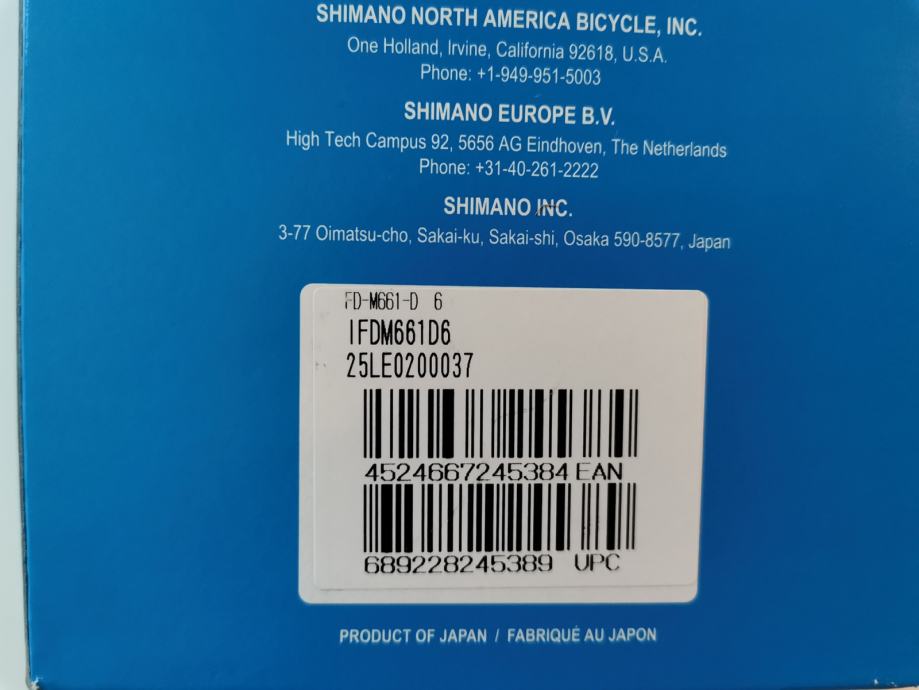 SHIMANO NORTH AMERICA BICYCLE, INC.
One Holland, Irvine, California 92618, U.S.A.
Phone: +1-949-951-5003
SHIMANO EUROPE B.V.
High Tech Campus 92, 5656 AG Eindhoven, The Netherlands
Phone: +31-40-261-2222
SHIMANO INC.
3-77 Oimatsu-cho, Sakai-ku, Sakai-shi, Osaka 590-8577, Japan
FD-M661-D 6
IFDM661D6
25LE0200037
4524667245384 EAN
689228245389 UPC
PRODUCT OF JAPAN / FABRIQUÉ AU JAPON